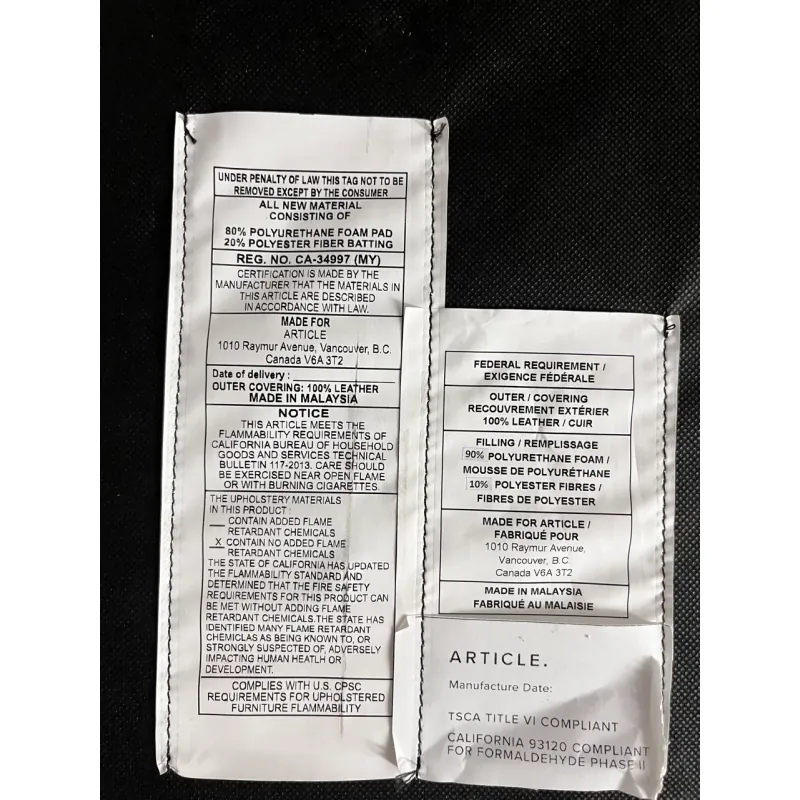 UNDER PENALTY OF LAW THIS TAG NOT TO BE
REMOVED EXCEPT BY THE CONSUMER
ALL NEW MATERIAL
CONSISTING OF
80% POLYURETHANE FOAM PAD
20% POLYESTER FIBER BATTING
REG. NO. CA-34997 (MY)
CERTIFICATION IS MADE BY THE
MANUFACTURER THAT THE MATERIALS IN
THIS ARTICLE ARE DESCRIBED
IN ACCORDANCE WITH LAW.
MADE FOR
ARTICLE
1010 Raymur Avenue, Vancouver, B.C.
Canada V6A 3T2
Date of delivery :
OUTER COVERING: 100% LEATHER
MADE IN MALAYSIA
NOTICE
THIS ARTICLE MEETS THE
FLAMMABILITY REQUIREMENTS OF
CALIFORNIA BUREAU OF HOUSEHOLD
GOODS AND SERVICES TECHNICAL
BULLETIN 117-2013. CARE SHOULD
BE EXERCISED NEAR OPEN FLAME
OR WITH BURNING CIGARETTES.
THE UPHOLSTERY MATERIALS
IN THIS PRODUCT :
CONTAIN ADDED FLAME
RETARDANT CHEMICALS
X CONTAIN NO ADDED FLAME
RETARDANT CHEMICALS
THE STATE OF CALIFORNIA HAS UPDATED
THE FLAMMABILITY STANDARD AND
DETERMINED THAT THE FIRE SAFETY
REQUIREMENTS FOR THIS PRODUCT CAN
BE MET WITHOUT ADDING FLAME
RETARDANT CHEMICALS.THE STATE HAS
IDENTIFIED MANY FLAME RETARDANT
CHEMICLAS AS BEING KNOWN TO, OR
STRONGLY SUSPECTED OF, ADVERSELY
IMPACTING HUMAN HEATLH OR
DEVELOPMENT.
COMPLIES WITH U.S. CPSC
REQUIREMENTS FOR UPHOLSTERED
FURNITURE FLAMMABILITY
FEDERAL REQUIREMENT /
EXIGENCE FÉDÉRALE
OUTER / COVERING
RECOUVREMENT EXTÉRIER
100% LEATHER / CUIR
FILLING / REMPLISSAGE
90% POLYURETHANE FOAM /
MOUSSE DE POLYURÉTHANE
10% POLYESTER FIBRES /
FIBRES DE POLYESTER
MADE FOR ARTICLE /
FABRIQUÉ POUR
1010 Raymur Avenue,
Vancouver, B.C
Canada V6A 3T2
MADE IN MALAYSIA
FABRIQUÉ AU MALAISIE
ARTICLE.
Manufacture Date:
TSCA TITLE VI COMPLIANT
CALIFORNIA 93120 COMPLIANT
FOR FORMALDEHYDE PHASE II